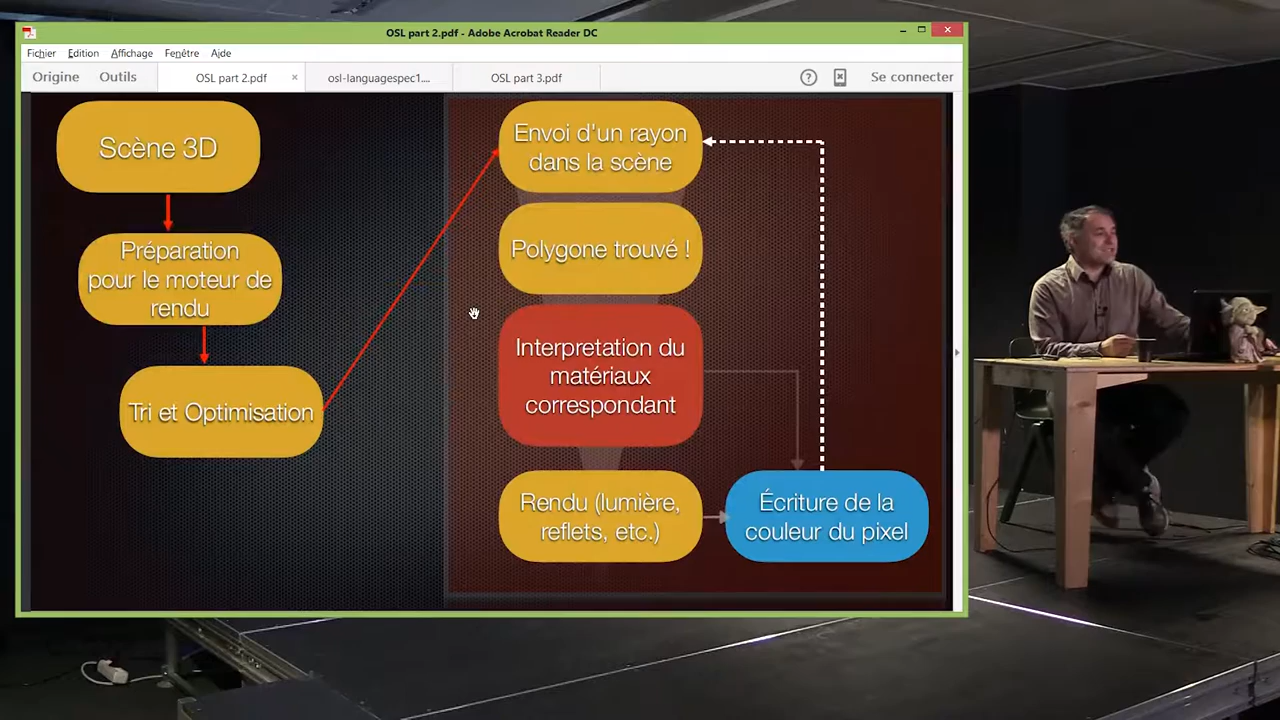 OSL part 2.pdf - Adobe Acrobat Reader DC
Fichier Edition Affichage Fenêtre Aide
Origine Outils OSL part 2.pdf × osl-languagespec1.... OSL part 3.pdf ? Se connecter
Scène 3D
Préparation
pour le moteur de
rendu
Tri et Optimisation
Envoi d'un rayon
dans la scène
Polygone trouvé !
Interpretation du
matériaux
correspondant
Rendu (lumière,
reflets, etc.)
Écriture de la
couleur du pixel